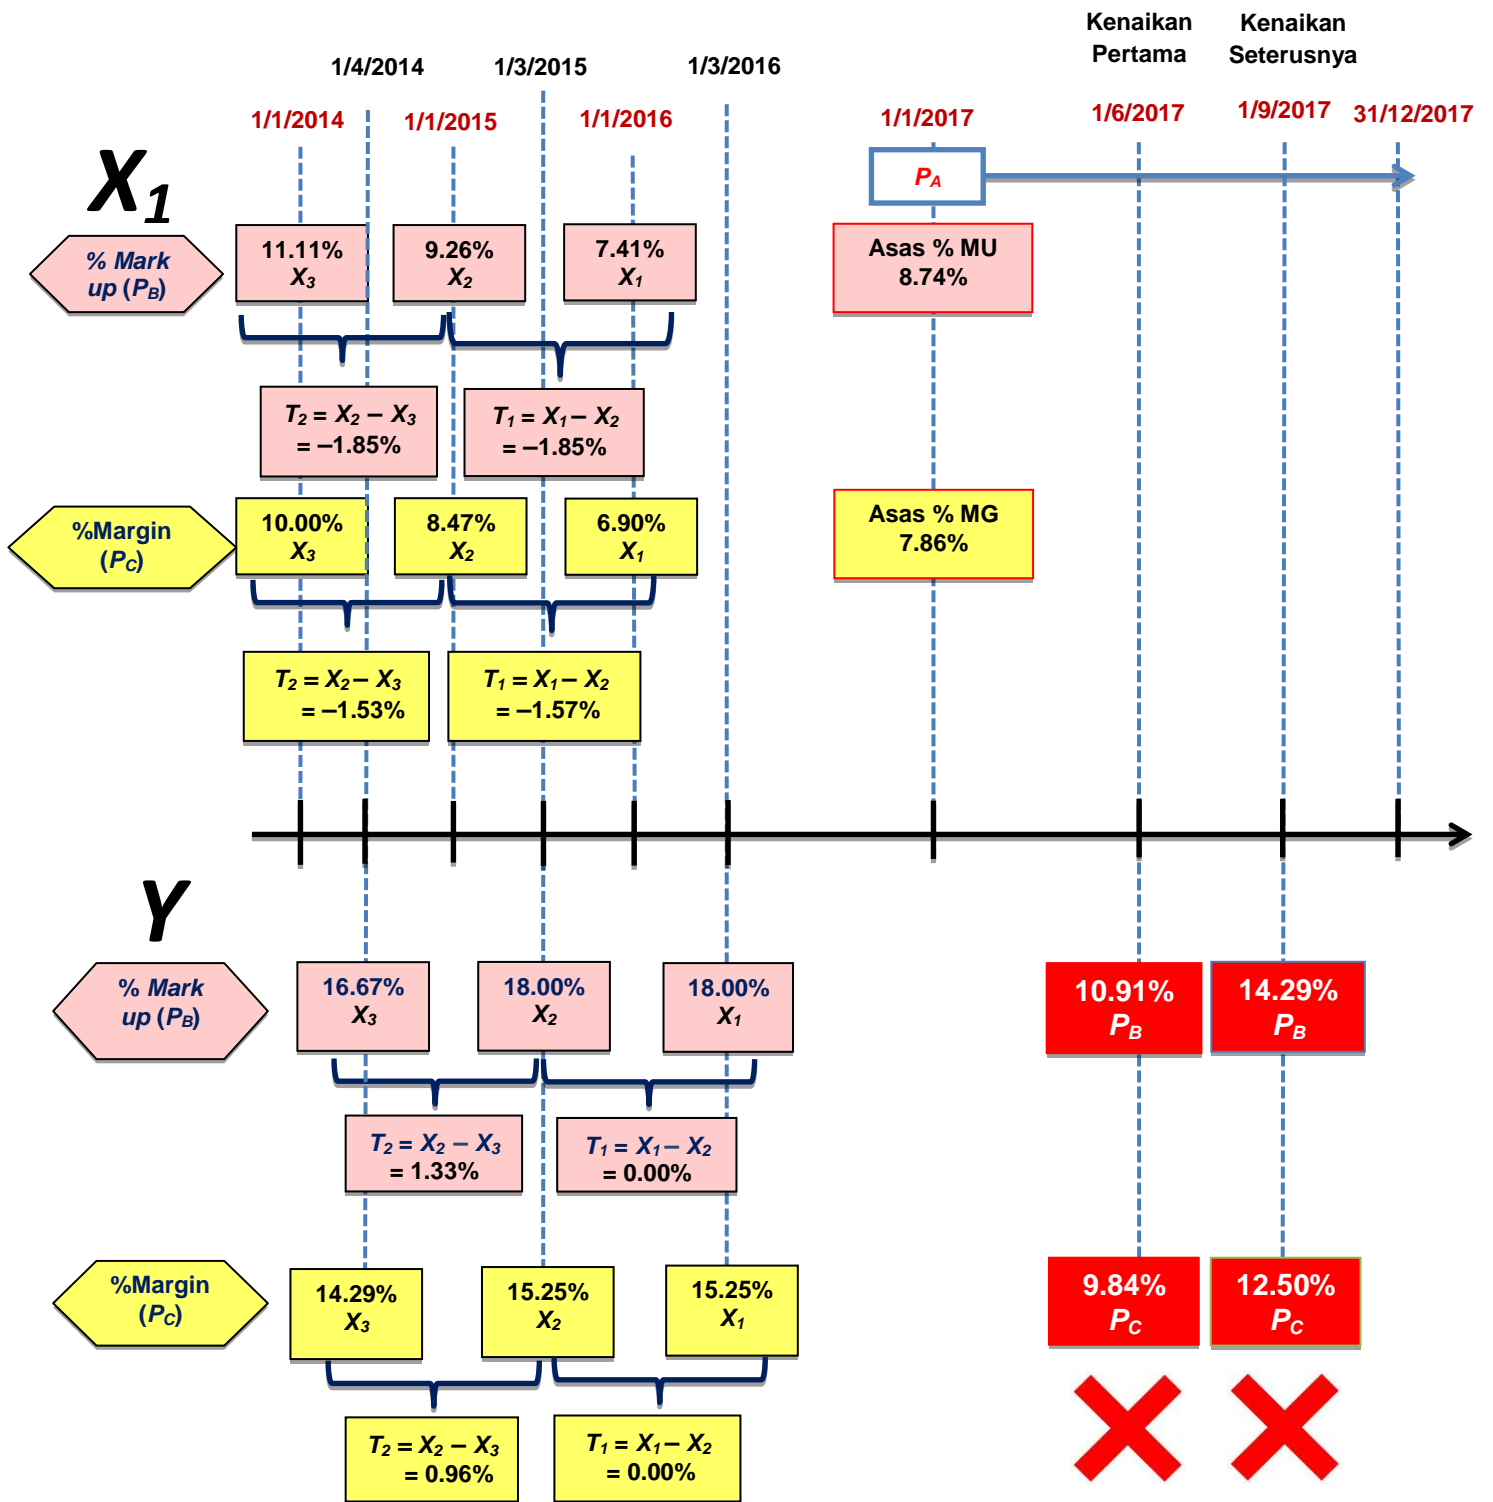 Kenaikan
Pertama
Kenaikan
Seterusnya
1/4/2014
1/3/2015
1/3/2016
1/1/2014
1/1/2015
1/1/2016
1/1/2017
1/6/2017
1/9/2017
31/12/2017
X1
PA
% Mark
up (PB)
11.11%
X3
9.26%
X2
7.41%
X1
Asas % MU
8.74%
T2 = X2 – X3
= –1.85%
T1 = X1 – X2
= –1.85%
%Margin
(PC)
10.00%
X3
8.47%
X2
6.90%
X1
Asas % MG
7.86%
T2 = X2 – X3
= –1.53%
T1 = X1 – X2
= –1.57%
Y
% Mark
up (PB)
16.67%
X3
18.00%
X2
18.00%
X1
10.91%
PB
14.29%
PB
T2 = X2 – X3
= 1.33%
T1 = X1 – X2
= 0.00%
%Margin
(PC)
14.29%
X3
15.25%
X2
15.25%
X1
9.84%
PC
12.50%
PC
T2 = X2 – X3
= 0.96%
T1 = X1 – X2
= 0.00%